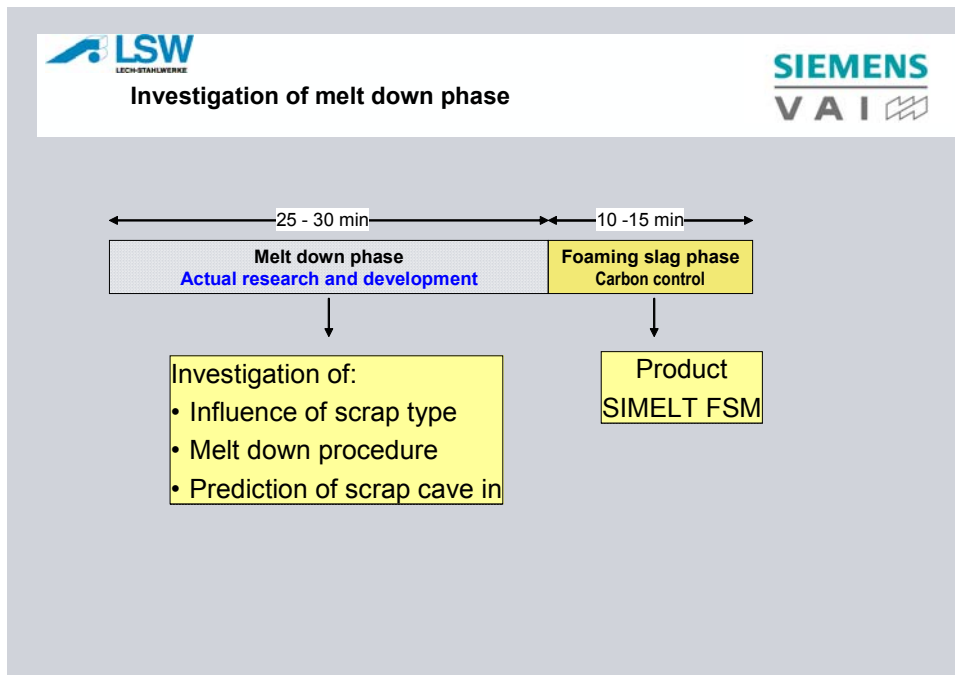 LSW
LECH-STAHLWERKE
Investigation of melt down phase
SIEMENS
VAI
25 - 30 min
10 -15 min
Melt down phase
Actual research and development
Foaming slag phase
Carbon control
Investigation of:
• Influence of scrap type
• Melt down procedure
• Prediction of scrap cave in
Product
SIMELT FSM